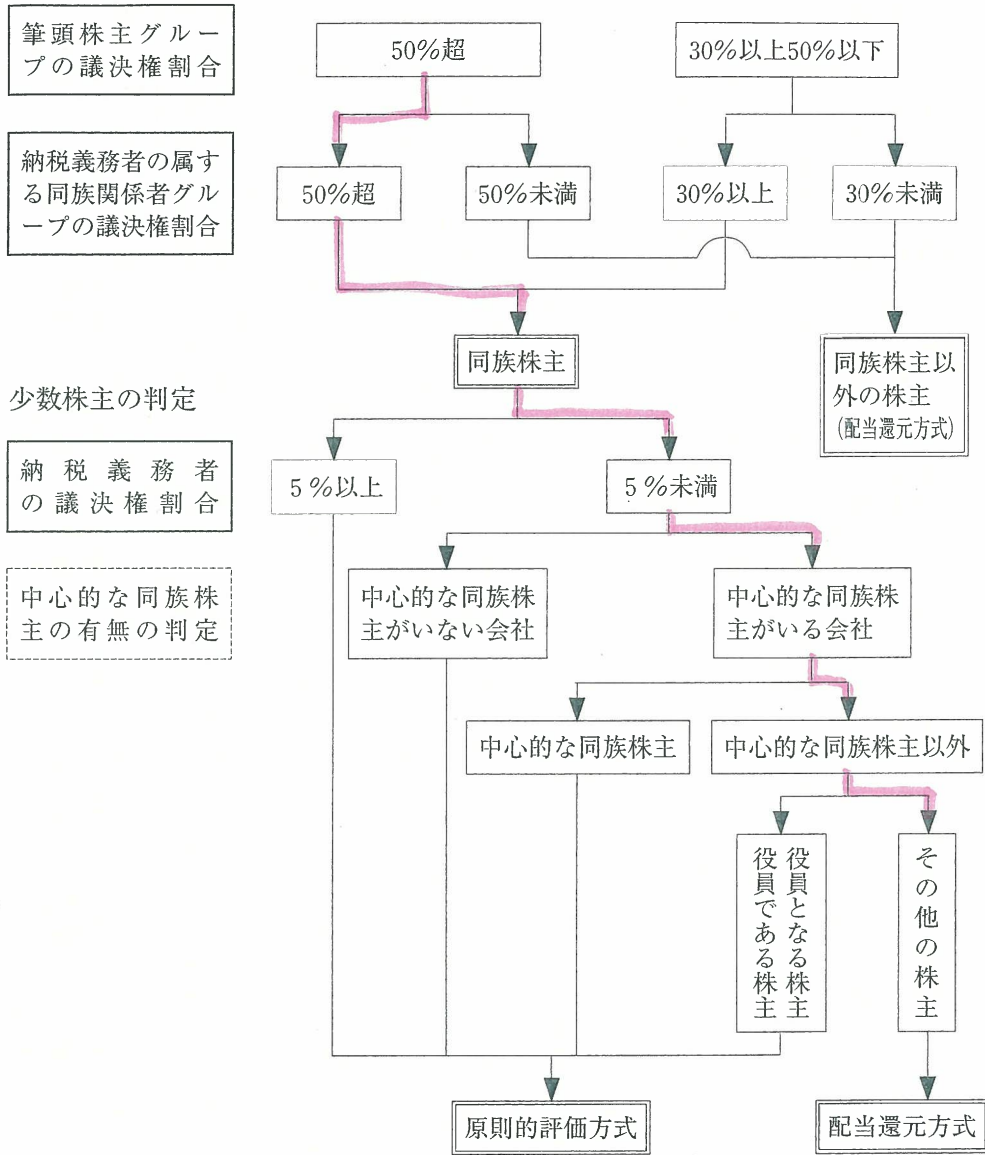 筆頭株主グルー
プの議決権割合
50%超
30%以上50%以下
納税義務者の属す
る同族関係者グル
ープの議決権割合
50%超
50%未満
30%以上
30%未満
同族株主
同族株主以
外の株主
(配当還元方式)
少数株主の判定
納税義務者
の議決権割合
5%以上
5%未満
中心的な同族株
主の有無の判定
中心的な同族株
主がいない会社
中心的な同族株
主がいる会社
中心的な同族株主
中心的な同族株主以外
役員となる株主
役員である株主
その他の株主
原則的評価方式
配当還元方式